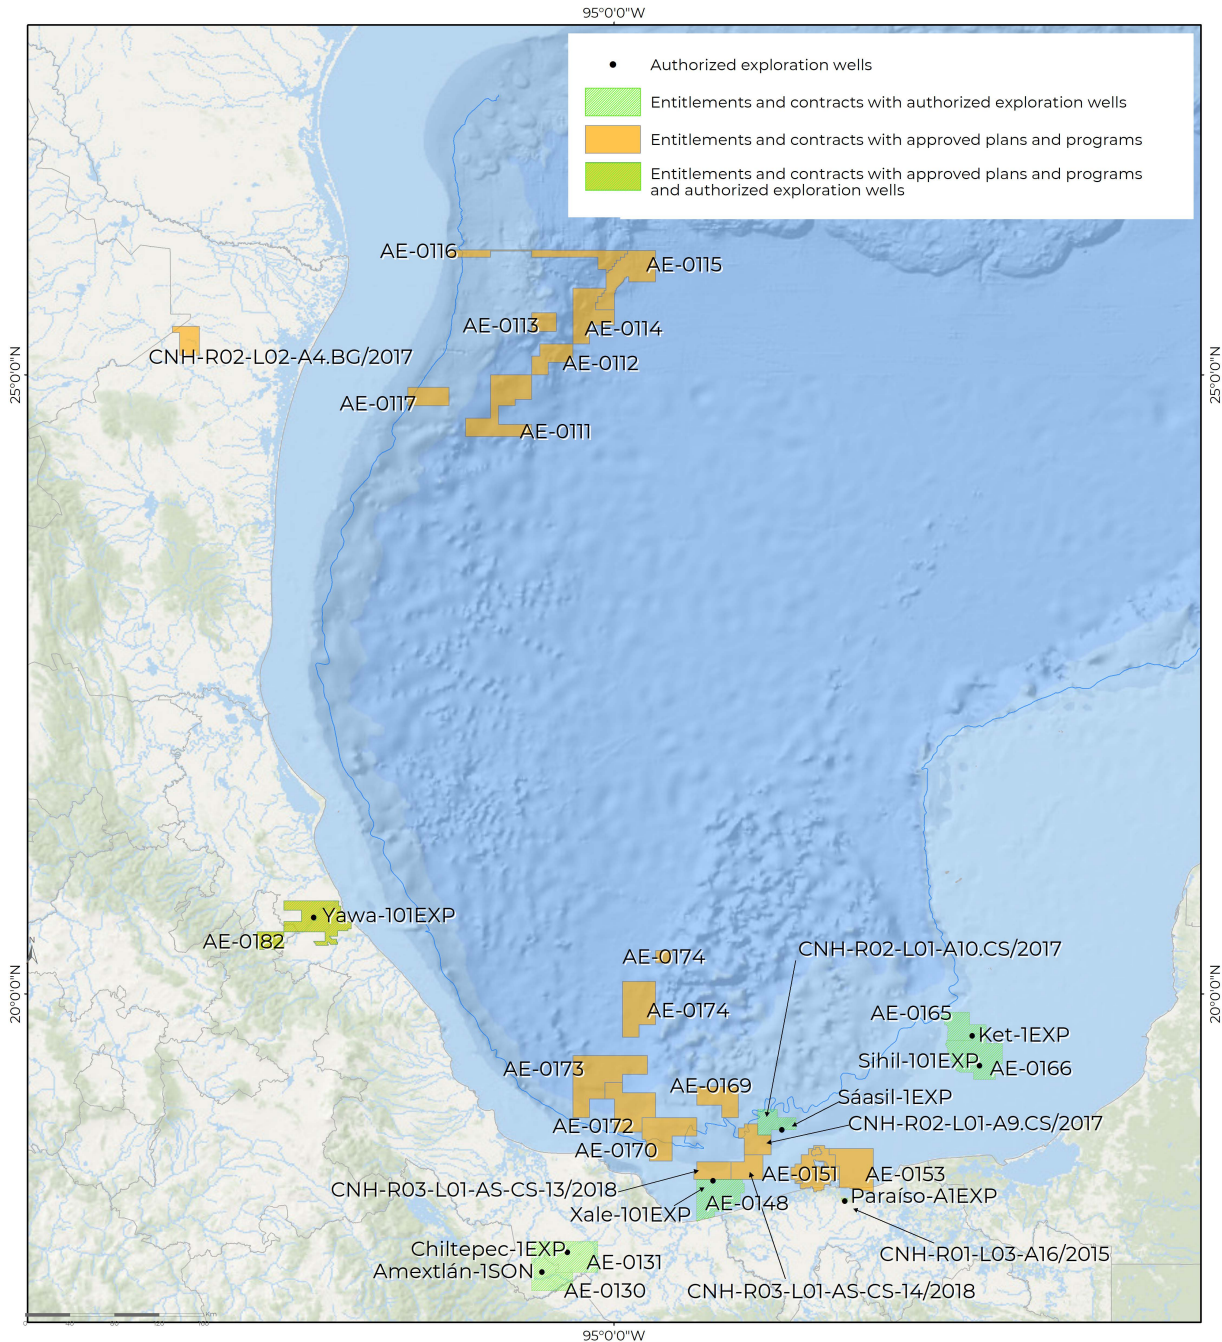 95°0'0"W
Authorized exploration wells
Entitlements and contracts with authorized exploration wells
Entitlements and contracts with approved plans and programs
Entitlements and contracts with approved plans and programs
and authorized exploration wells
AE-0116
AE-0115
AE-0113
AE-0114
CNH-R02-L02-A4.BG/2017
AE-0112
25°0'0"N
25°0'0"N
AE-0117
AE-0111
Yawa-101EXP
AE-0182
N
CNH-R02-L01-A10.CS/2017
AE-0174
20°0'0"N
20°0'0"N
AE-0174
AE-0165
Ket-1EXP
Sihil-101EXP
AE-0166
AE-0173
AE-0169
Sáasil-1EXP
CNH-R02-L01-A9.CS/2017
AE-0172
AE-0170
AE-0151
AE-0153
CNH-R03-L01-AS-CS-13/2018
Paraíso-A1EXP
AE-0148
Xale-101EXP
Chiltepec-1EXP
CNH-R01-L03-A16/2015
AE-0131
Amextlán-1SON
AE-0130
CNH-R03-L01-AS-CS-14/2018
95°0'0"W